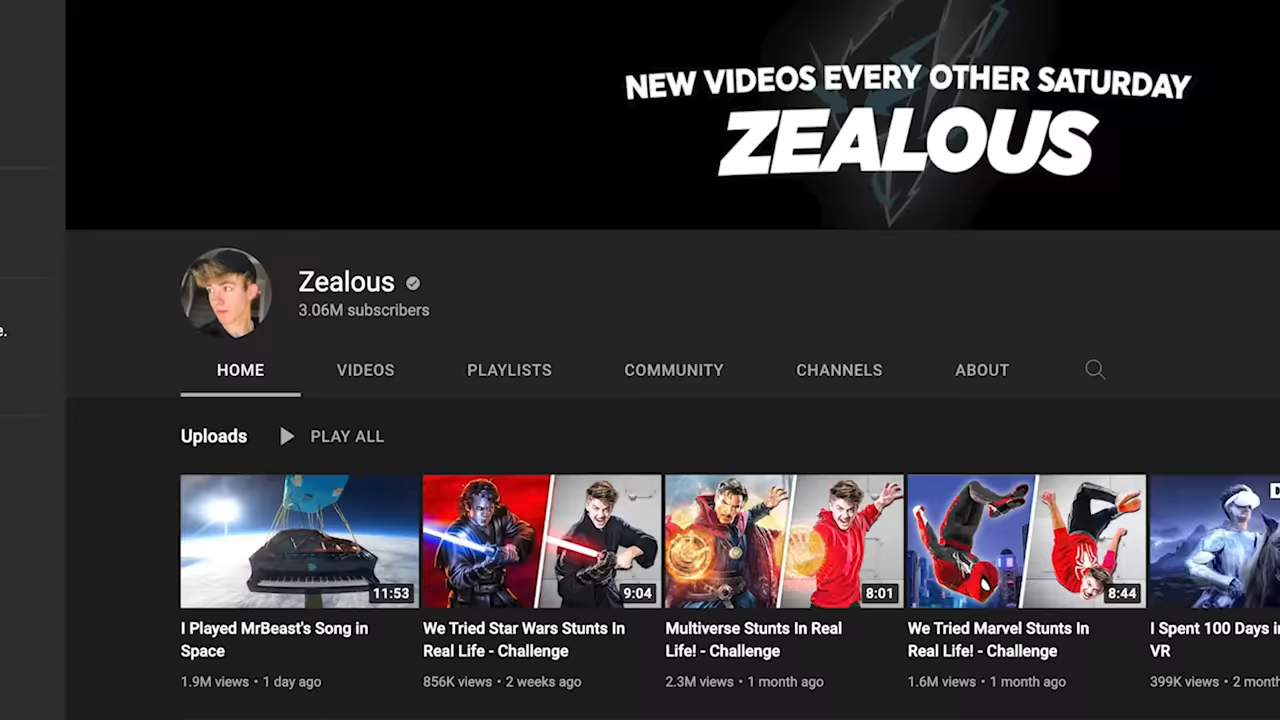 NEW VIDEOS EVERY OTHER SATURDAY
ZEALOUS
Zealous
3.06M subscribers
e.
HOME VIDEOS PLAYLISTS COMMUNITY CHANNELS ABOUT
Uploads PLAY ALL
11:53 9:04 8:01 8:44 D
I Played MrBeast's Song in
Space
1.9M views • 1 day ago
We Tried Star Wars Stunts In
Real Life - Challenge
856K views • 2 weeks ago
Multiverse Stunts In Real
Life! - Challenge
2.3M views • 1 month ago
We Tried Marvel Stunts In
Real Life! - Challenge
1.6M views • 1 month ago
I Spent 100 Days i
VR
399K views • 2 mont